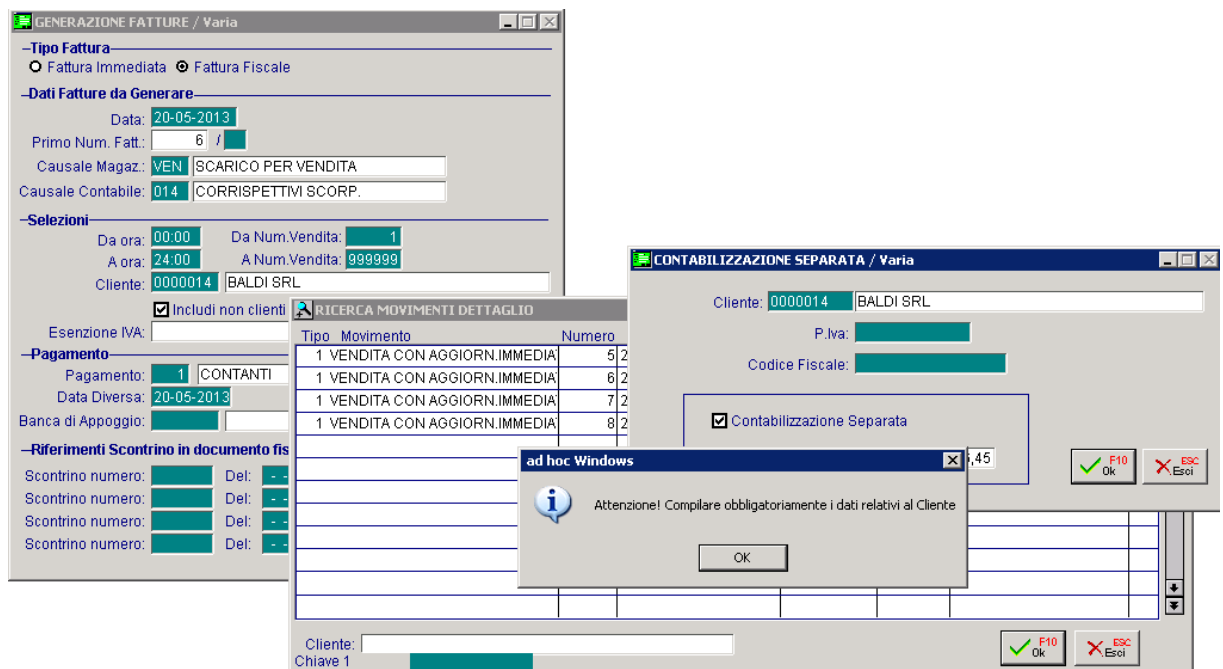 GENERAZIONE FATTURE / Varia
Tipo Fattura
Fattura Immediata Fattura Fiscale
Dati Fatture da Generare
Data: 20-05-2013
Primo Num. Fatt.: 6 /
Causale Magaz.: VEN SCARICO PER VENDITA
Causale Contabile: 014 CORRISPETTIVI SCORP.
Selezioni
Da ora: 00:00 Da Num.Vendita: 1
A ora: 24:00 A Num.Vendita: 999999
Cliente: 0000014 BALDI SRL
Includi non clienti
Esenzione IVA:
Pagamento
Pagamento: 1 CONTANTI
Data Diversa: 20-05-2013
Banca di Appoggio:
Riferimenti Scontrino in documento fis
Scontrino numero: Del: - -
Scontrino numero: Del: - -
Scontrino numero: Del: - -
Scontrino numero: Del: - -
RICERCA MOVIMENTI DETTAGLIO
Tipo Movimento Numero
1 VENDITA CON AGGIORN.IMMEDIA 5 2
1 VENDITA CON AGGIORN.IMMEDIA 6 2
1 VENDITA CON AGGIORN.IMMEDIA 7 2
1 VENDITA CON AGGIORN.IMMEDIA 8 2
Cliente:
Chiave 1
F10 Ok
ESC Esci
CONTABILIZZAZIONE SEPARATA / Varia
Cliente: 0000014 BALDI SRL
P.Iva:
Codice Fiscale:
Contabilizzazione Separata
,45
F10 Ok
ESC Esci
ad hoc Windows
Attenzione! Compilare obbligatoriamente i dati relativi al Cliente
OK